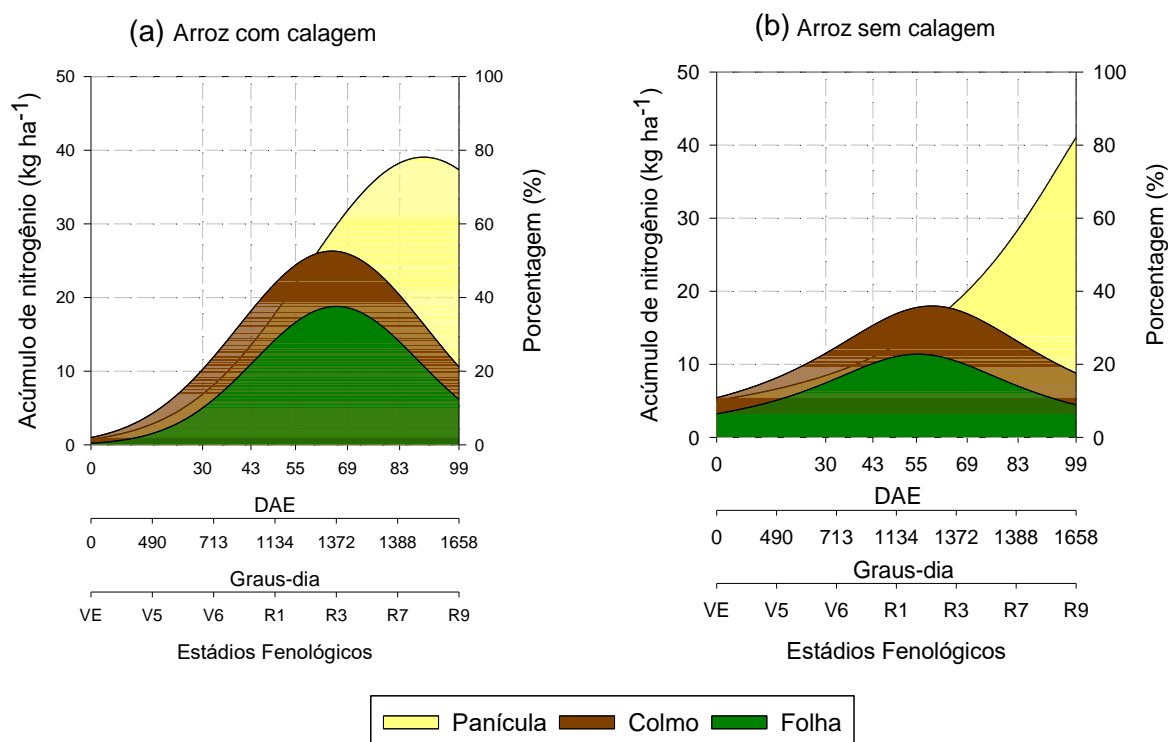 (a) Arroz com calagem
50
40
30
20
10
0
Acúmulo de nitrogênio (kg ha-1)
100
80
60
40
20
0
Porcentagem (%)
0 30 43 55 69 83 99
DAE
0 490 713 1134 1372 1388 1658
Graus-dia
VE V5 V6 R1 R3 R7 R9
Estádios Fenológicos
(b) Arroz sem calagem
50
40
30
20
10
0
Acúmulo de nitrogênio (kg ha-1)
100
80
60
40
20
0
Porcentagem (%)
0 30 43 55 69 83 99
DAE
0 490 713 1134 1372 1388 1658
Graus-dia
VE V5 V6 R1 R3 R7 R9
Estádios Fenológicos
Panícula Colmo Folha